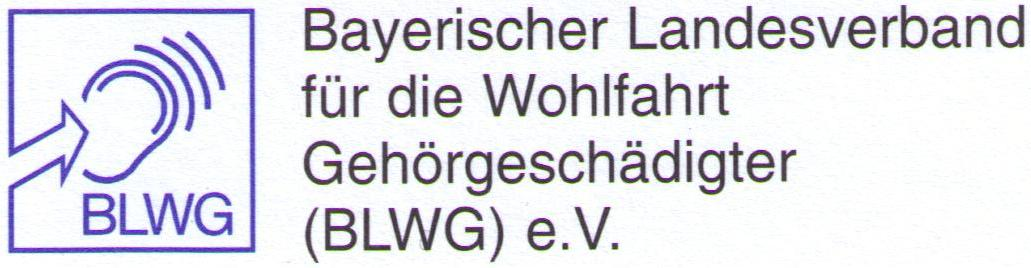 BLWG
Bayerischer Landesverband
für die Wohlfahrt
Gehörgeschädigter
(BLWG) e.V.